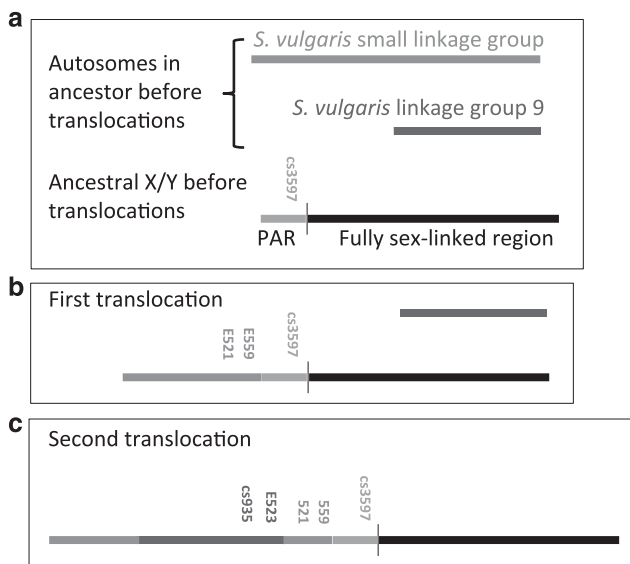 a
S. vulgaris small linkage group
Autosomes in
ancestor before
translocations
S. vulgaris linkage group 9
cs3597
Ancestral X/Y before
translocations
PAR
Fully sex-linked region
b
First translocation
E521
E559
cs3597
c
Second translocation
cs935
E523
521
559
cs3597